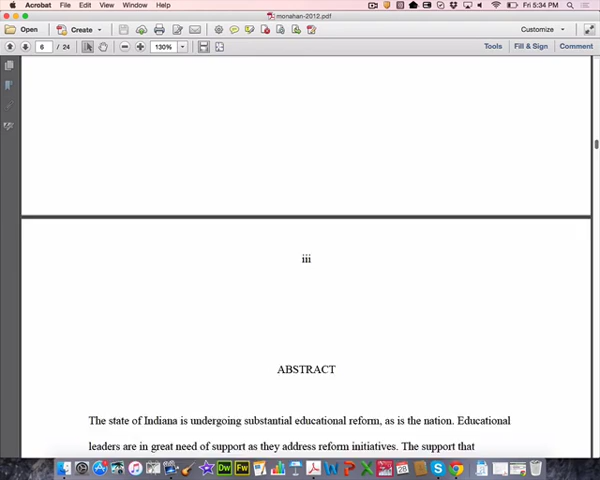 Acrobat File Edit View Window Help Fri 5:34 PM
monahan-2012.pdf
Open Create Customize
6 / 24 130% Tools Fill & Sign Comment
iii
ABSTRACT
The state of Indiana is undergoing substantial educational reform, as is the nation. Educational
leaders are in great need of support as they address reform initiatives. The support that
Dw Fw